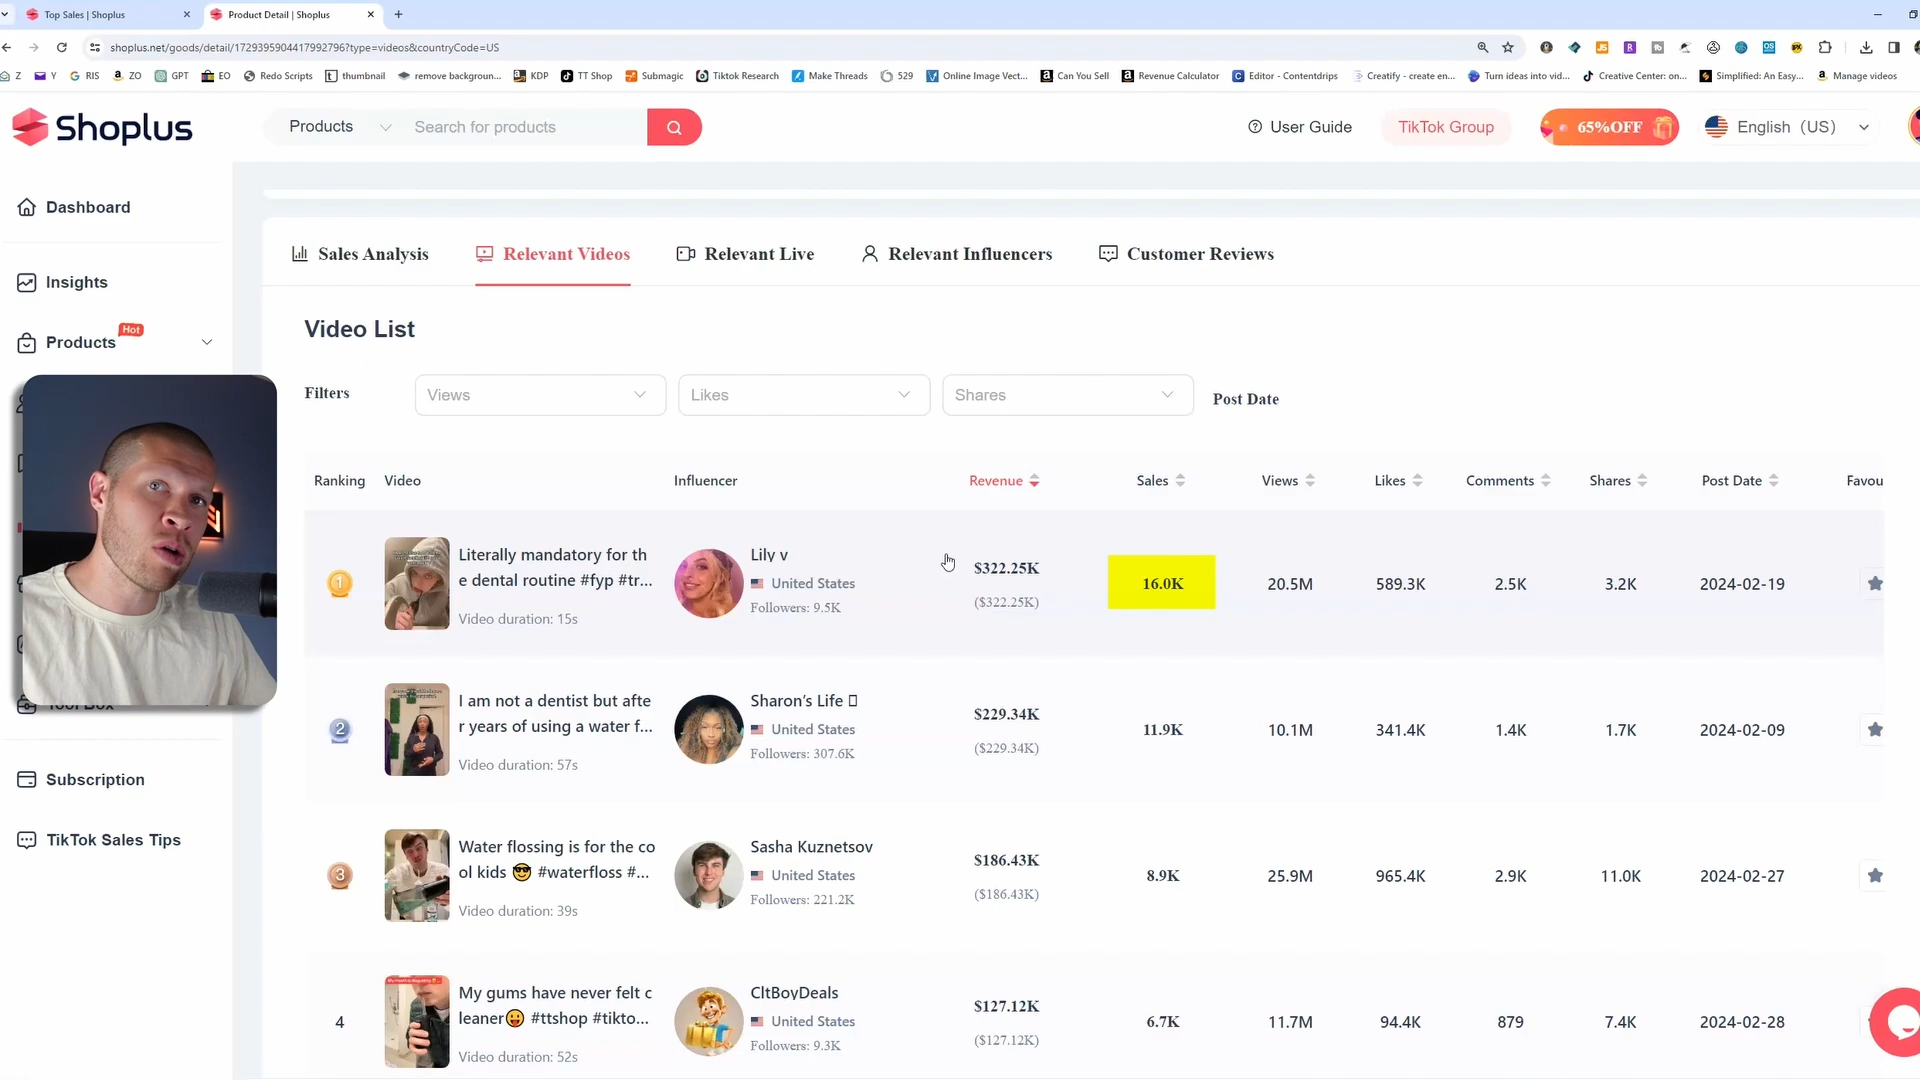 Top Sales | Shoplus
Product Detail | Shoplus
shoplus.net/goods/detail/1729395904417992796?type=videos&countryCode=US
Z
Y
RIS
ZO
GPT
EO
Redo Scripts
thumbnail
remove backgroun...
KDP
TT Shop
Submagic
Tiktok Research
Make Threads
529
Online Image Vect...
Can You Sell
Revenue Calculator
Editor - Contentdrips
Creatify - create en...
Turn ideas into vid...
Creative Center: on...
Simplified: An Easy...
Manage videos
Shoplus
Products
Search for products
User Guide
TikTok Group
65%OFF
English (US)
Dashboard
Insights
Products
Hot
Tool Box
Subscription
TikTok Sales Tips
Sales Analysis
Relevant Videos
Relevant Live
Relevant Influencers
Customer Reviews
Video List
Filters
Views
Likes
Shares
Post Date
Ranking
Video
Influencer
Revenue
Sales
Views
Likes
Comments
Shares
Post Date
Favou
1
Literally mandatory for th
e dental routine #fyp #tr...
Video duration: 15s
Lily v
United States
Followers: 9.5K
$322.25K
($322.25K)
16.0K
20.5M
589.3K
2.5K
3.2K
2024-02-19
2
I am not a dentist but afte
r years of using a water f...
Video duration: 57s
Sharon’s Life
United States
Followers: 307.6K
$229.34K
($229.34K)
11.9K
10.1M
341.4K
1.4K
1.7K
2024-02-09
3
Water flossing is for the co
ol kids 😎 #waterfloss #...
Video duration: 39s
Sasha Kuznetsov
United States
Followers: 221.2K
$186.43K
($186.43K)
8.9K
25.9M
965.4K
2.9K
11.0K
2024-02-27
4
My gums have never felt c
leaner😛 #ttshop #tikto...
Video duration: 52s
CltBoyDeals
United States
Followers: 9.3K
$127.12K
($127.12K)
6.7K
11.7M
94.4K
879
7.4K
2024-02-28